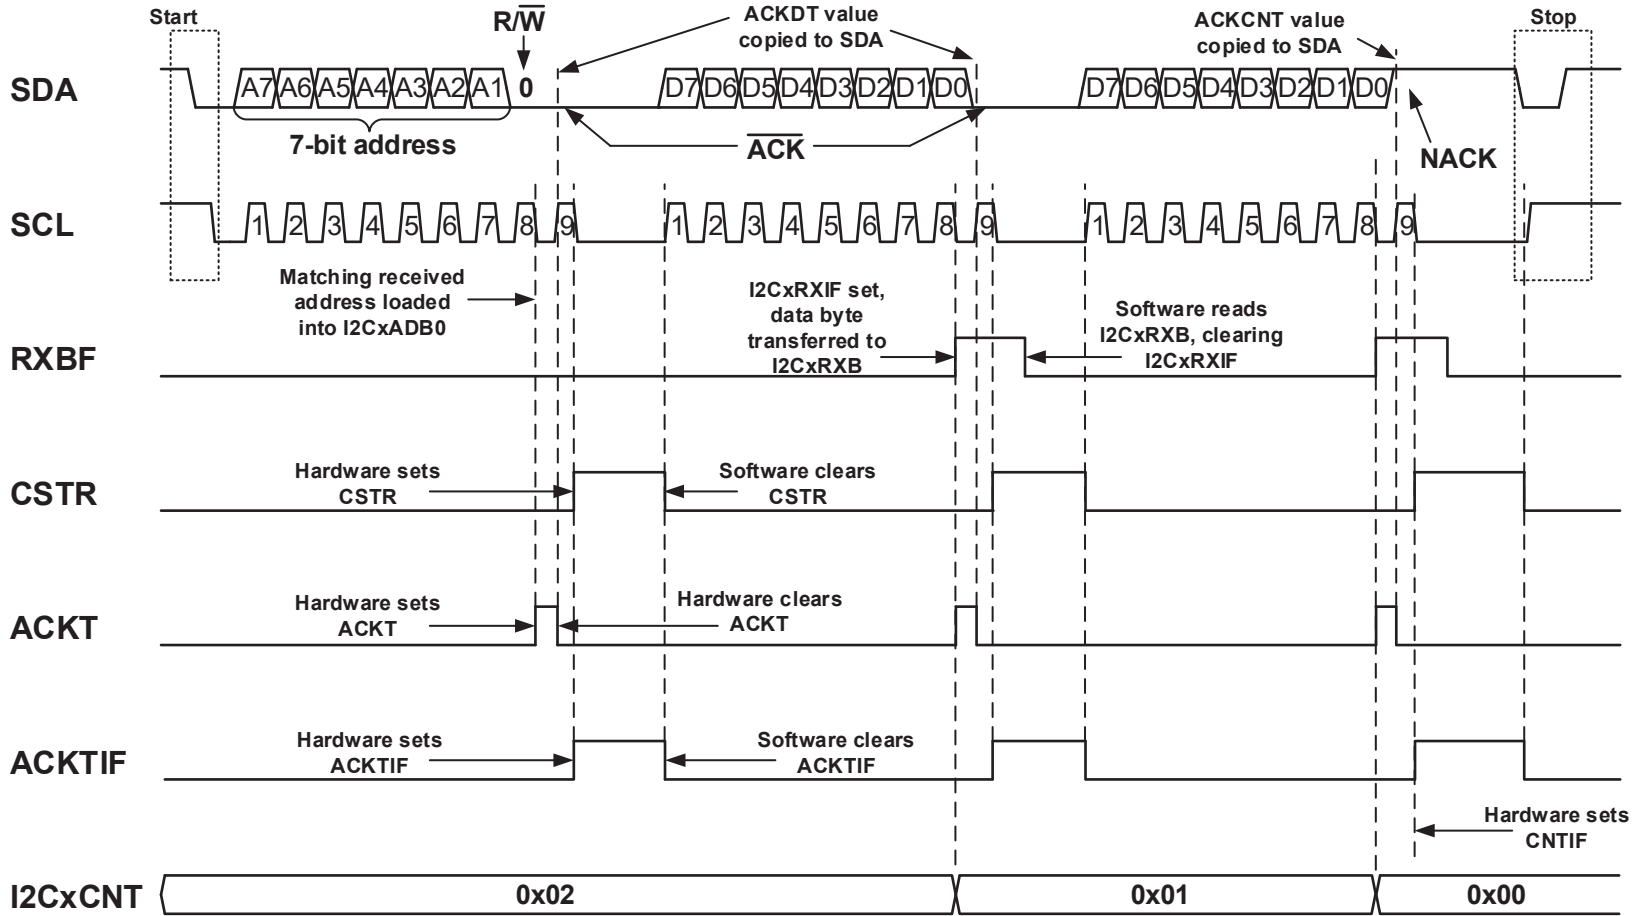 Start
R/W
ACKDT value
copied to SDA
ACKCNT value
copied to SDA
Stop
SDA
A7 A6 A5 A4 A3 A2 A1 0
D7 D6 D5 D4 D3 D2 D1 D0
D7 D6 D5 D4 D3 D2 D1 D0
7-bit address
ACK
NACK
SCL
1 2 3 4 5 6 7 8 9
1 2 3 4 5 6 7 8 9
1 2 3 4 5 6 7 8 9
Matching received
address loaded
into I2CxADB0
I2CxRXIF set,
data byte
transferred to
I2CxRXB
Software reads
I2CxRXB, clearing
I2CxRXIF
RXBF
Hardware sets
CSTR
Software clears
CSTR
CSTR
Hardware sets
ACKT
Hardware clears
ACKT
ACKT
Hardware sets
ACKTIF
Software clears
ACKTIF
ACKTIF
Hardware sets
CNTIF
I2CxCNT
0x02
0x01
0x00